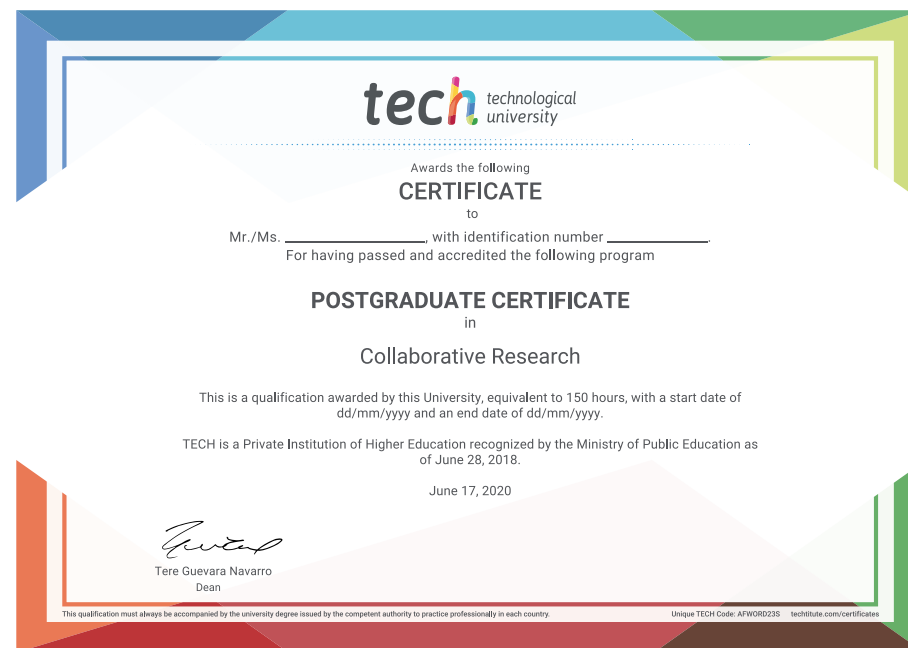 tech technological
university
Awards the following
CERTIFICATE
to
Mr./Ms. ____________________, with identification number ______________.
For having passed and accredited the following program
POSTGRADUATE CERTIFICATE
in
Collaborative Research
This is a qualification awarded by this University, equivalent to 150 hours, with a start date of
dd/mm/yyyy and an end date of dd/mm/yyyy.
TECH is a Private Institution of Higher Education recognized by the Ministry of Public Education as
of June 28, 2018.
June 17, 2020
Tere Guevara Navarro
Dean
This qualification must always be accompanied by the university degree issued by the competent authority to practice professionally in each country.
Unique TECH Code: AFWORD23S techtitute.com/certificates